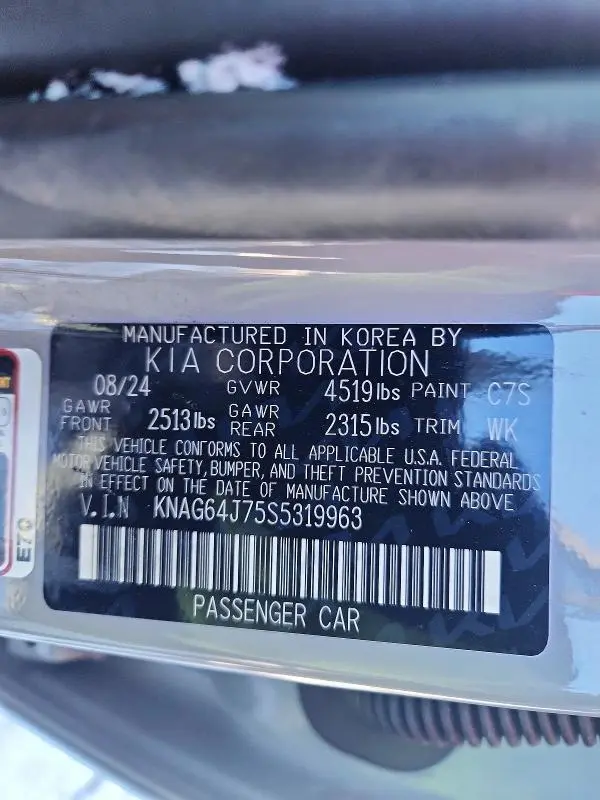 MANUFACTURED IN KOREA BY
KIA CORPORATION
08/24 GVWR 4519 lbs PAINT C7S
GAWR FRONT 2513 lbs GAWR REAR 2315 lbs TRIM WK
THIS VEHICLE CONFORMS TO ALL APPLICABLE U.S.A. FEDERAL
MOTOR VEHICLE SAFETY, BUMPER, AND THEFT PREVENTION STANDARDS
IN EFFECT ON THE DATE OF MANUFACTURE SHOWN ABOVE
V.I.N KNAG64J75S5319963
PASSENGER CAR
E70